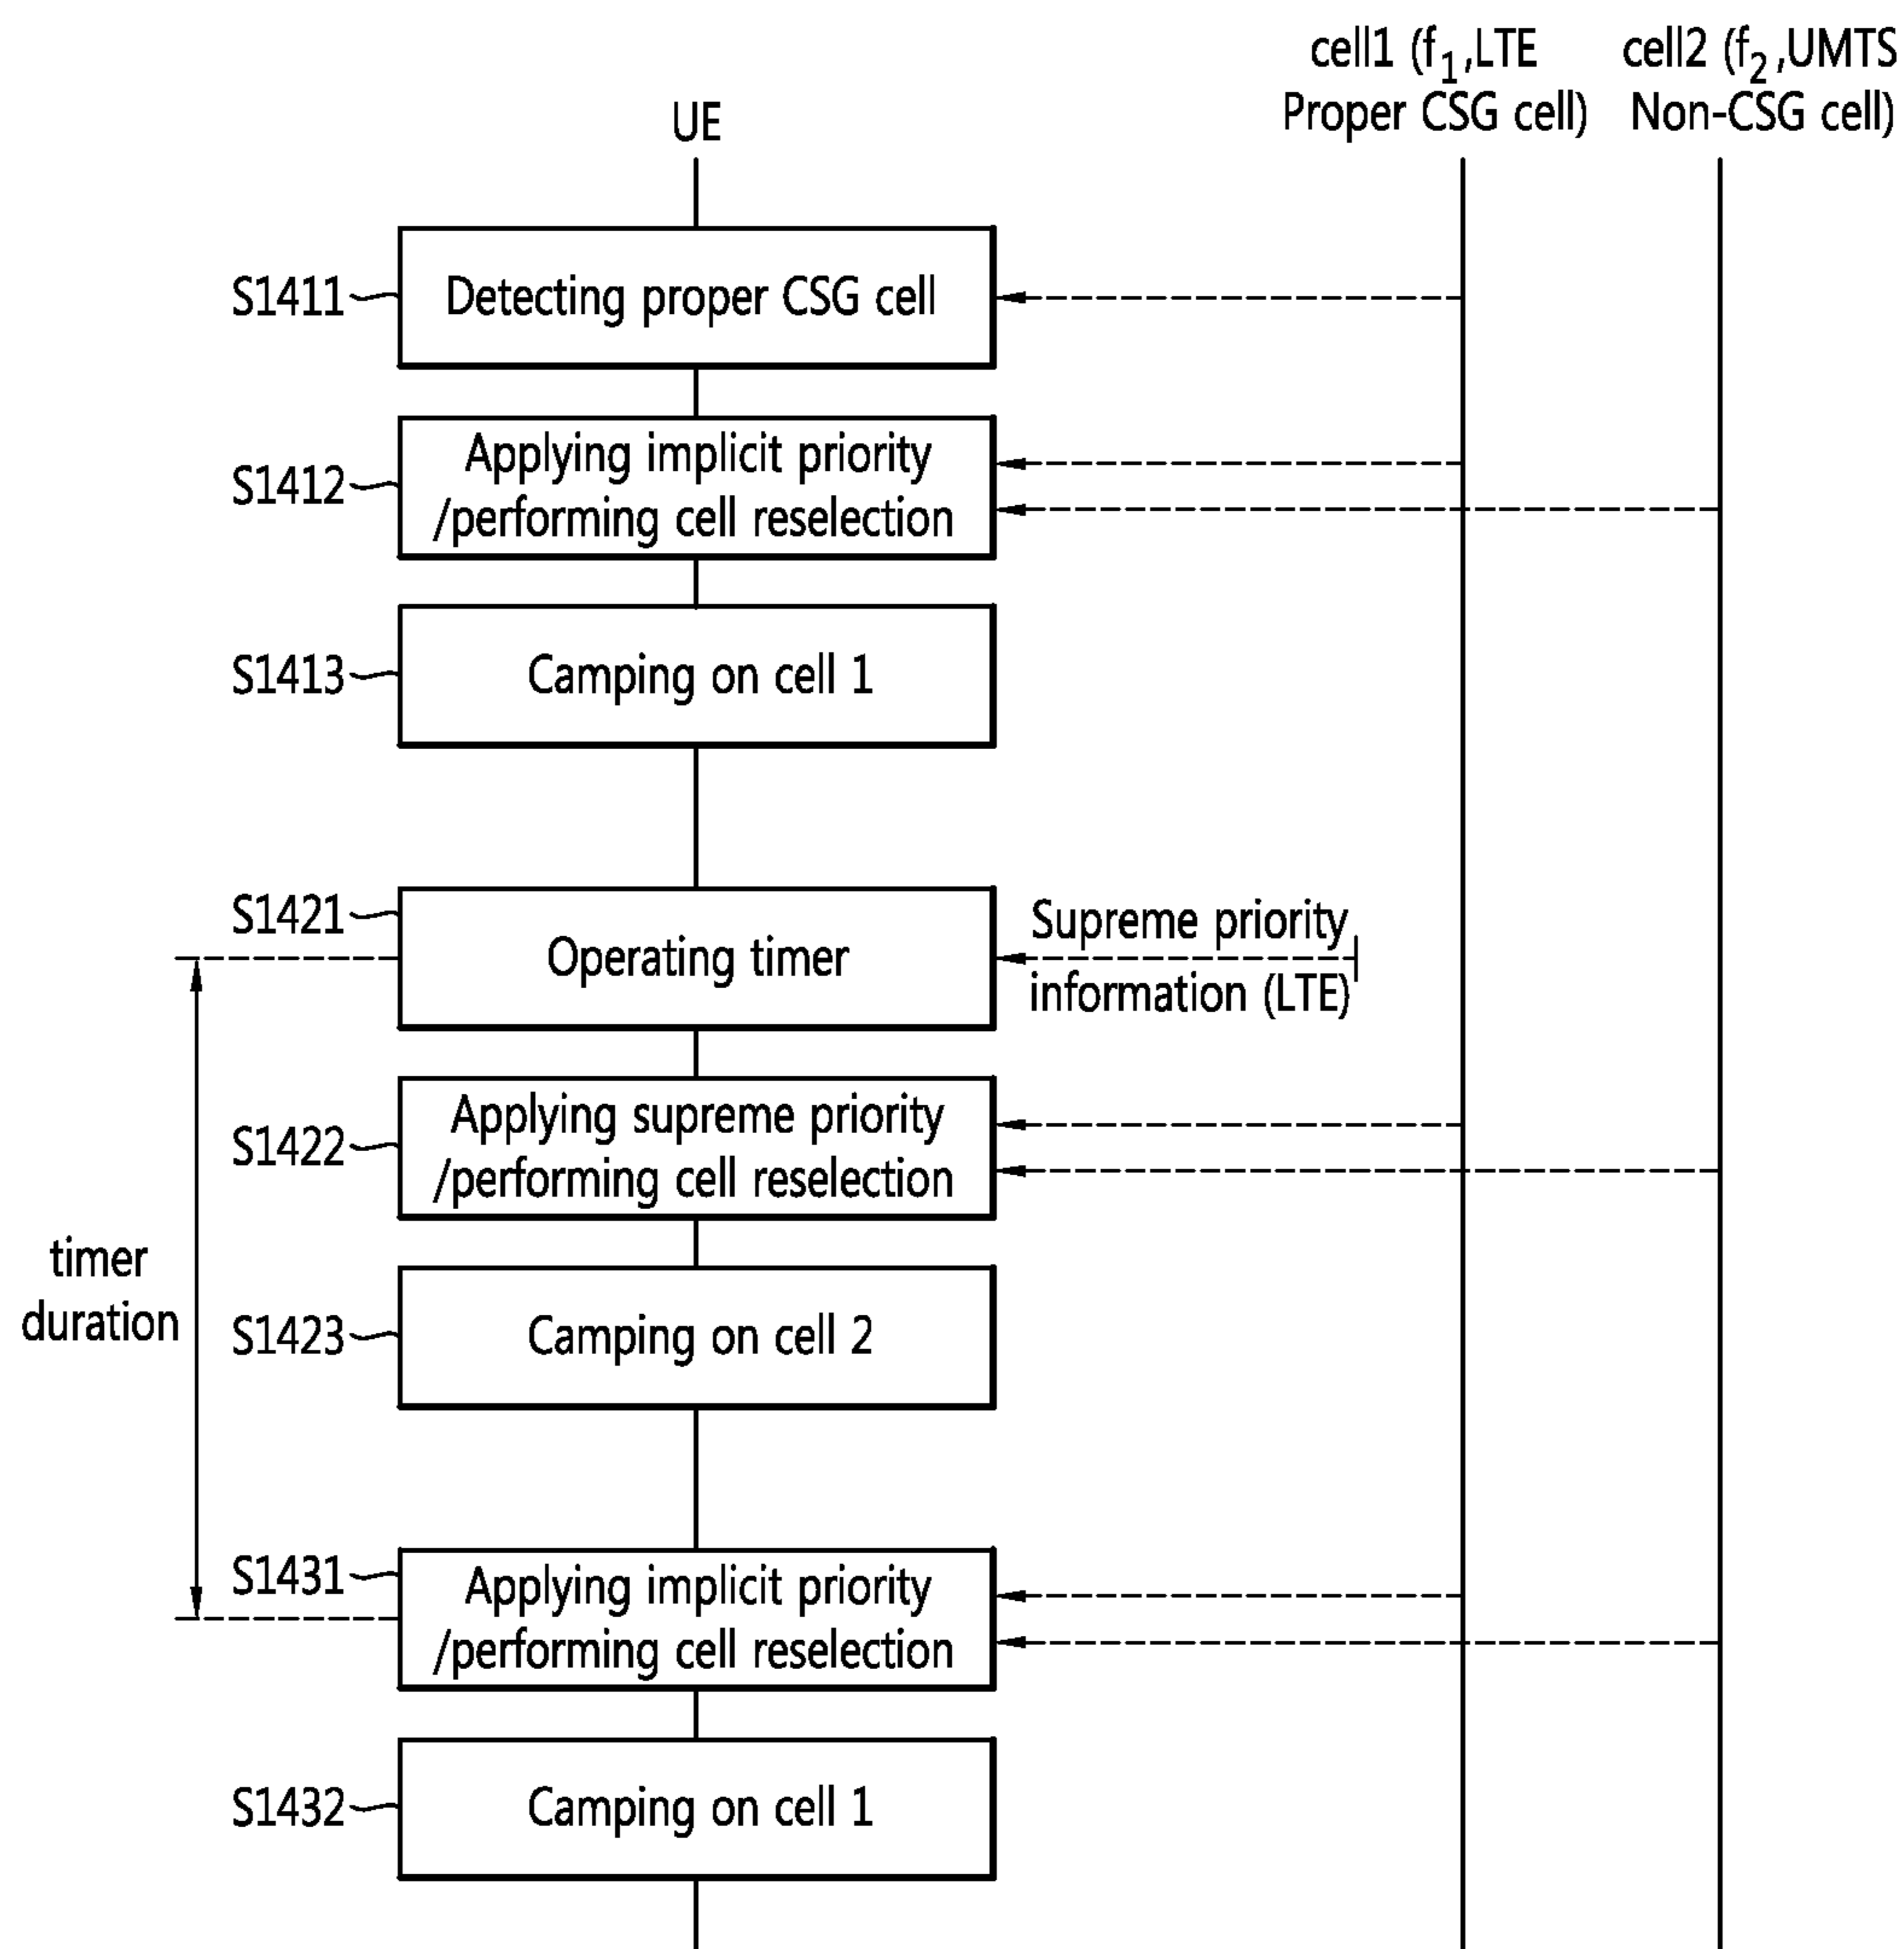 cell1 (f1,LTE
Proper CSG cell)
cell2 (f2,UMTS
Non-CSG cell)
UE
S1411
Detecting proper CSG cell
S1412
Applying implicit priority
/performing cell reselection
S1413
Camping on cell 1
S1421
Operating timer
Supreme priority
information (LTE)
S1422
Applying supreme priority
/performing cell reselection
timer
duration
S1423
Camping on cell 2
S1431
Applying implicit priority
/performing cell reselection
S1432
Camping on cell 1